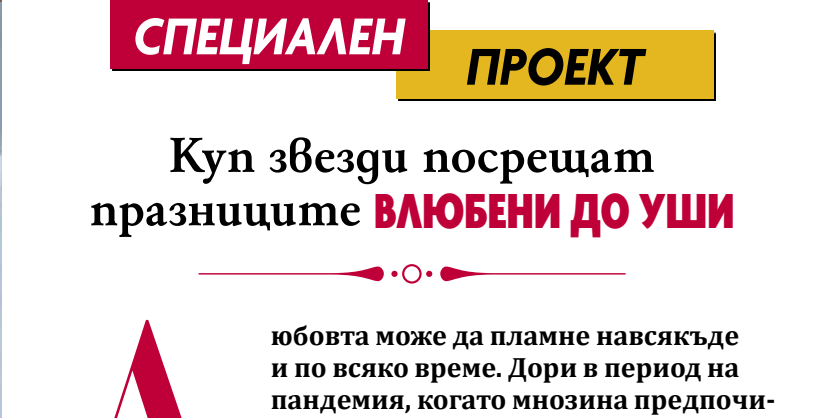 СПЕЦИАЛЕН
ПРОЕКТ
Куп звезди посрещат
празниците ВЛЮБЕНИ ДО УШИ
Любовта може да пламне навсякъде
и по всяко време. Дори в период на
пандемия, когато мнозина предпочи-